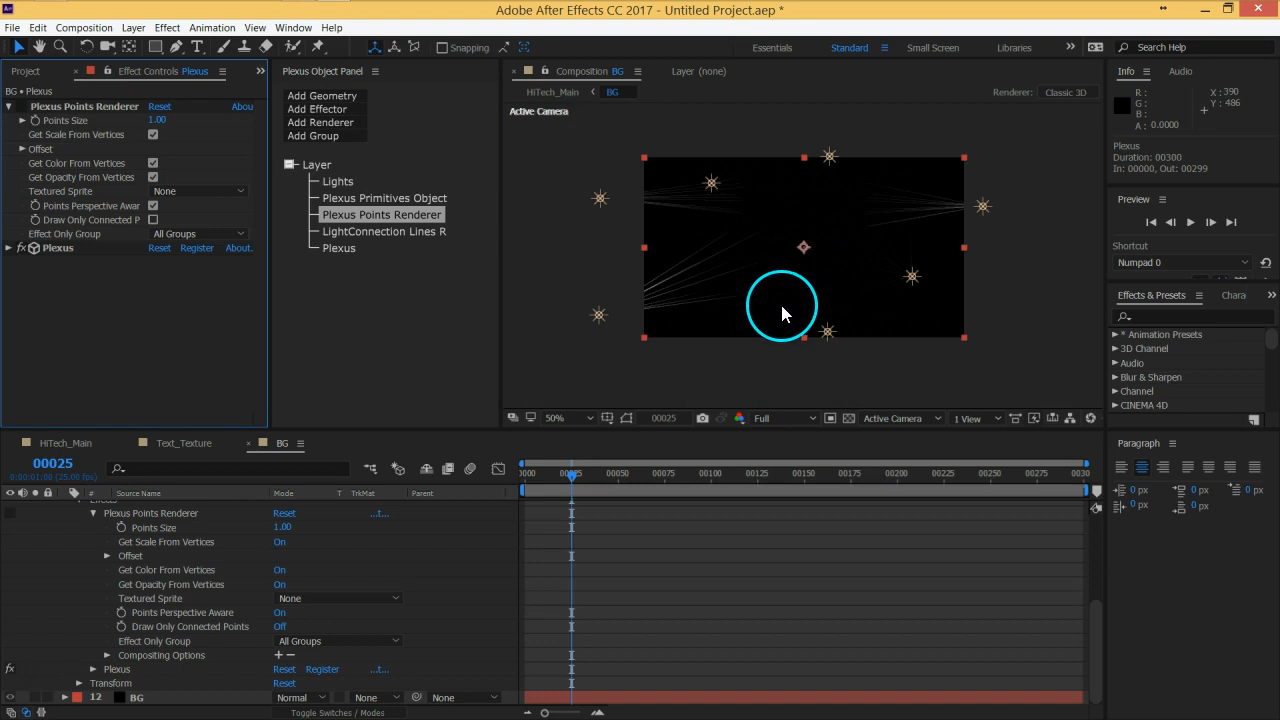 Adobe After Effects CC 2017 - Untitled Project.aep *
File Edit Composition Layer Effect Animation View Window Help
Snapping Essentials Standard Small Screen Libraries Search Help
Project Effect Controls Plexus Plexus Object Panel Composition BG Layer (none) Info Audio
BG • Plexus
HiTech_Main BG Renderer: Classic 3D
Plexus Points Renderer Reset Abou
Points Size 1.00
Get Scale From Vertices
Offset
Get Color From Vertices
Get Opacity From Vertices
Textured Sprite None
Points Perspective Awar
Draw Only Connected P
Effect Only Group All Groups
Plexus Reset Register About.
Add Geometry
Add Effector
Add Renderer
Add Group
Layer
Lights
Plexus Primitives Object
Plexus Points Renderer
LightConnection Lines R
Plexus
Active Camera
50% 00025 Full Active Camera 1 View
R: X: 390
G: Y: 486
B:
A: 0.0000
Plexus
Duration: 00300
In: 00000, Out: 00299
Preview
Shortcut
Numpad 0
Effects & Presets Chara
* Animation Presets
3D Channel
Audio
Blur & Sharpen
Channel
CINEMA 4D
Paragraph
0 px 0 px 0 px
0 px 0 px
HiTech_Main Text_Texture BG
00025
0:00:01:00 (25.00 fps)
0000 00025 00050 00075 00100 00125 00150 00175 00200 00225 00250 00275 0030
# Source Name Mode T TrkMat Parent
Plexus Points Renderer Reset ...t...
Points Size 1.00
Get Scale From Vertices On
Offset
Get Color From Vertices On
Get Opacity From Vertices On
Textured Sprite None
Points Perspective Aware On
Draw Only Connected Points Off
Effect Only Group All Groups
Compositing Options + −
fx Plexus Reset Register ...t...
Transform Reset
12 BG Normal None None
Toggle Switches / Modes